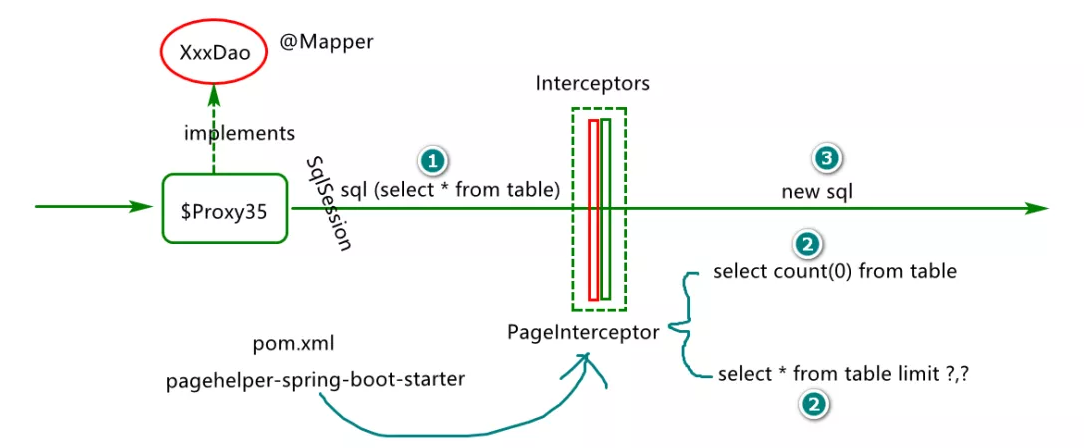 XxxDao
@Mapper
Interceptors
implements
SqlSession
1
sql (select * from table)
3
new sql
$Proxy35
2
select count(0) from table
PageInterceptor
pom.xml
pagehelper-spring-boot-starter
select * from table limit ?,?
2